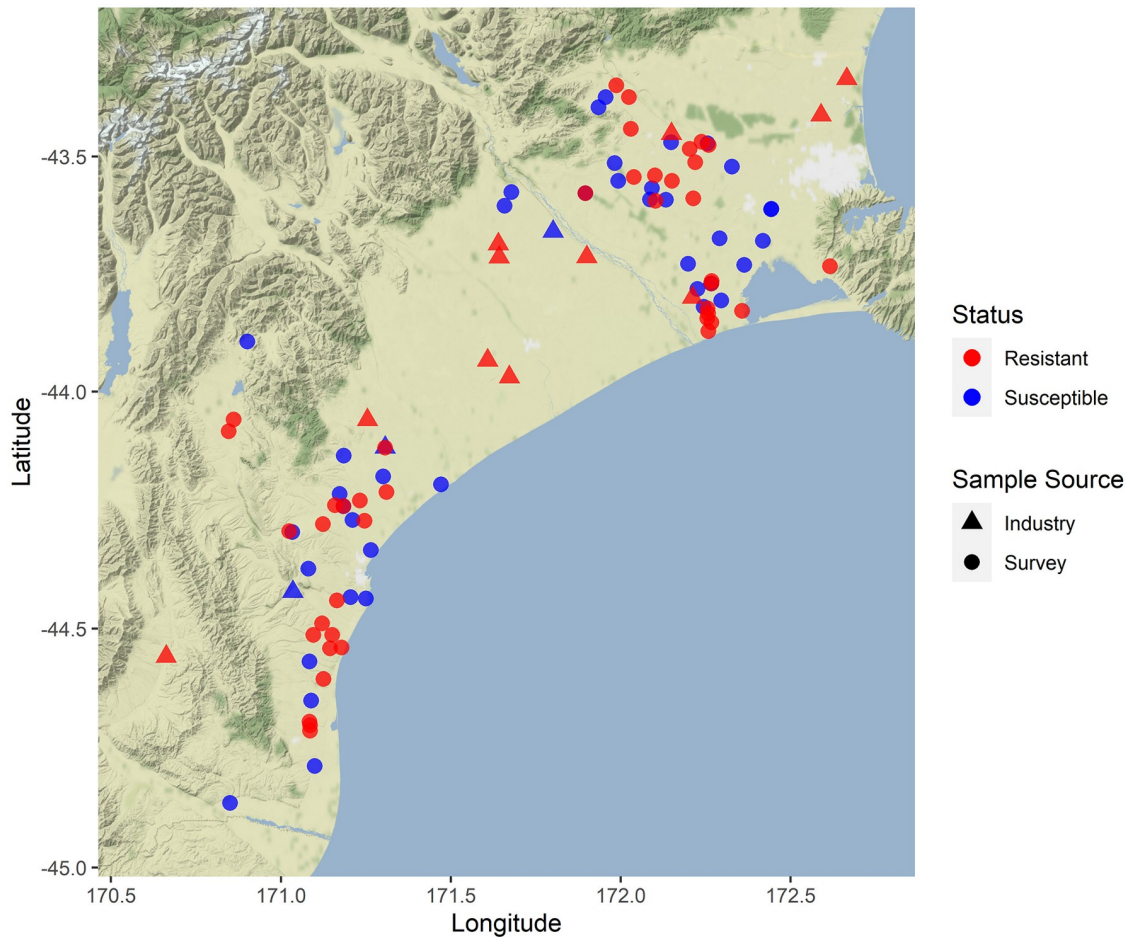 -43.5
-44.0
-44.5
-45.0
Latitude
170.5
171.0
171.5
172.0
172.5
Longitude
Status
Resistant
Susceptible
Sample Source
Industry
Survey